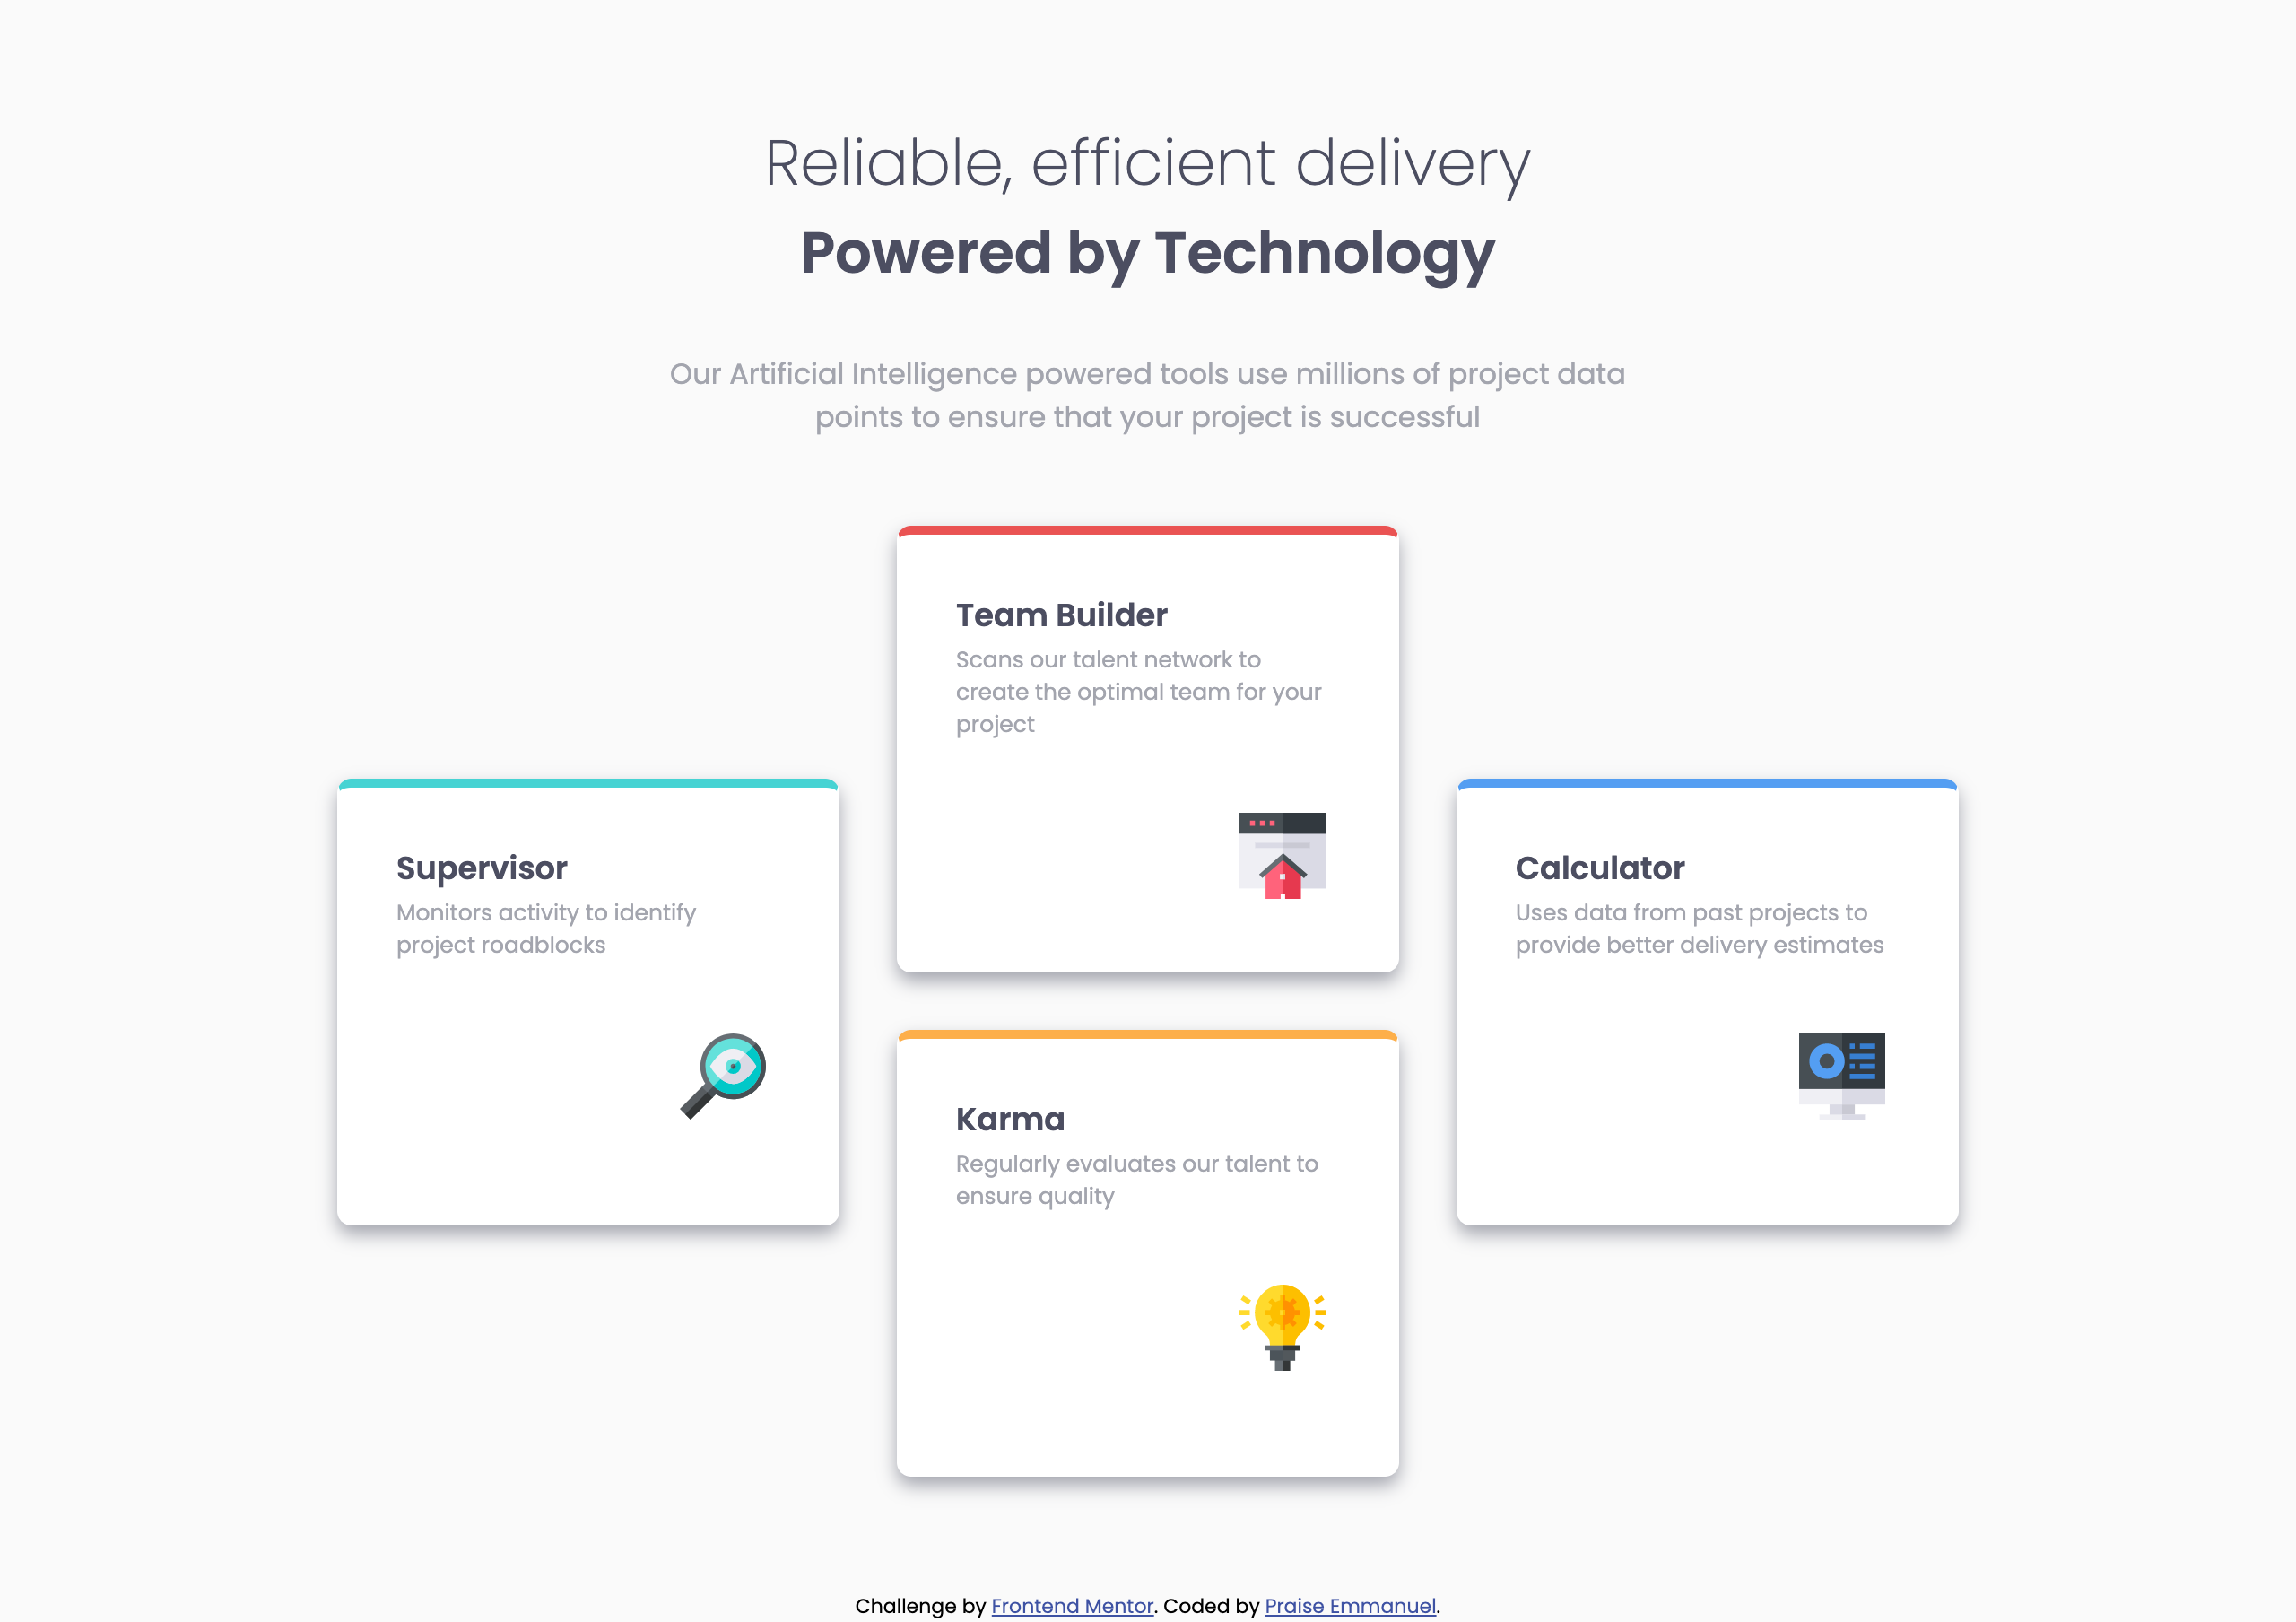 Reliable, efficient delivery
Powered by Technology
Our Artificial Intelligence powered tools use millions of project data
points to ensure that your project is successful
Team Builder
Scans our talent network to
create the optimal team for your
project
Supervisor
Monitors activity to identify
project roadblocks
Calculator
Uses data from past projects to
provide better delivery estimates
Karma
Regularly evaluates our talent to
ensure quality
Challenge by Frontend Mentor. Coded by Praise Emmanuel.